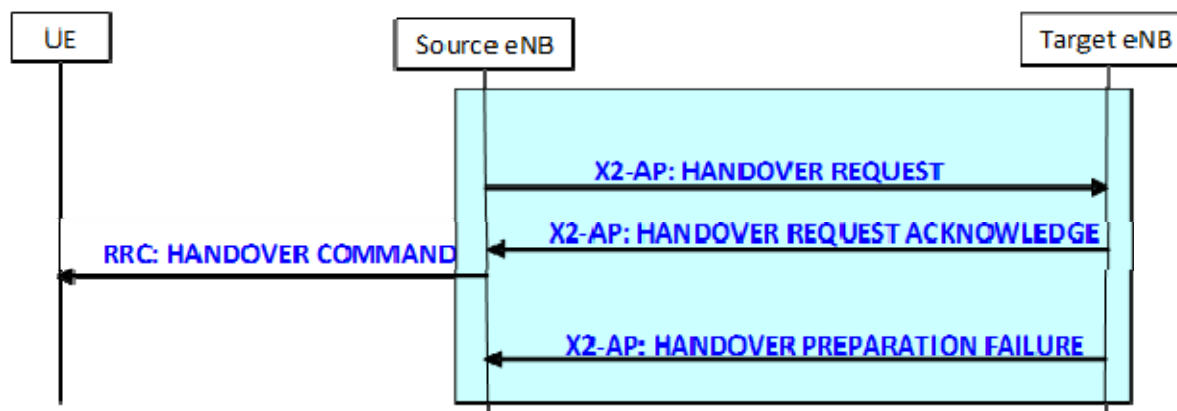 UE
Source eNB
Target eNB
X2-AP: HANDOVER REQUEST
X2-AP: HANDOVER REQUEST ACKNOWLEDGE
RRC: HANDOVER COMMAND
X2-AP: HANDOVER PREPARATION FAILURE